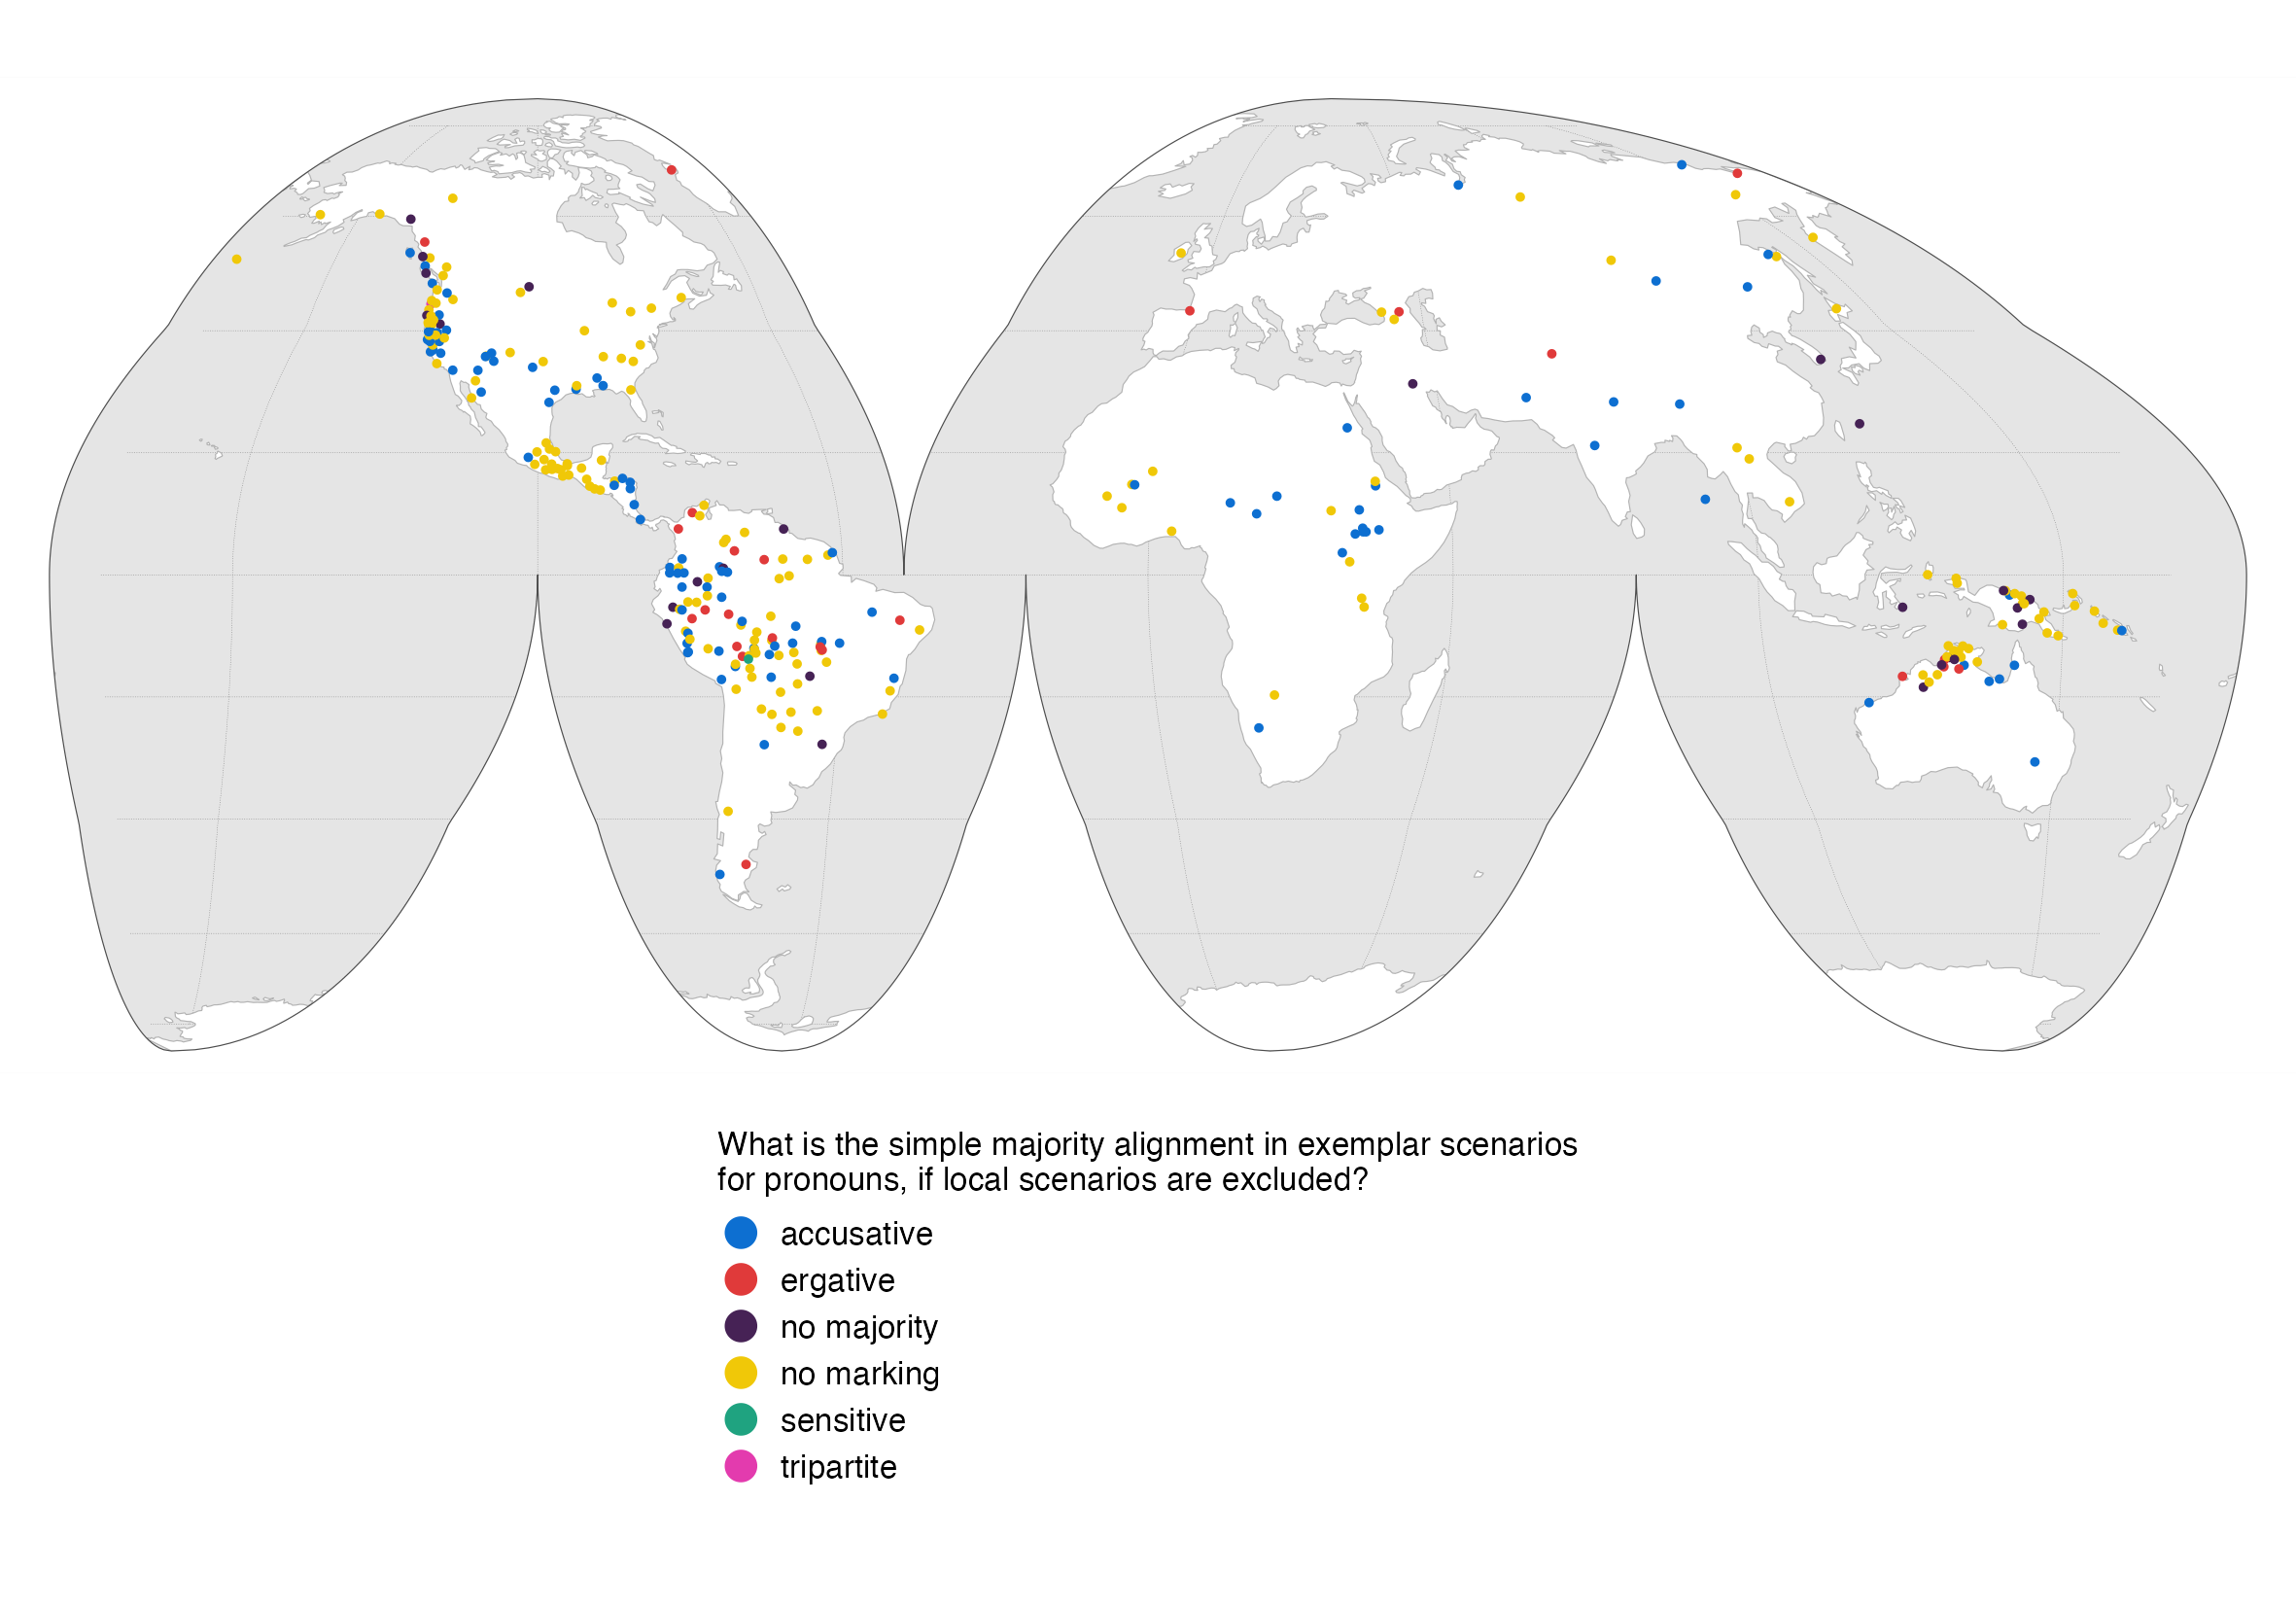 What is the simple majority alignment in exemplar scenarios
for pronouns, if local scenarios are excluded?
accusative
ergative
no majority
no marking
sensitive
tripartite